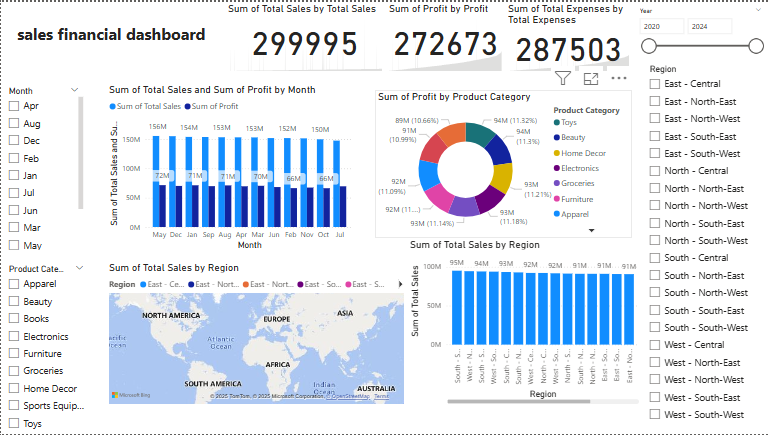 sales financial dashboard
Sum of Total Sales by Total Sales
299995
Sum of Profit by Profit
272673
Sum of Total Expenses by
Total Expenses
287503
Year
2020
2024
Month
Apr
Aug
Dec
Feb
Jan
Jul
Jun
Mar
May
Product Cate...
Apparel
Beauty
Books
Electronics
Furniture
Groceries
Home Decor
Sports Equip...
Toys
Sum of Total Sales and Sum of Profit by Month
Sum of Total Sales Sum of Profit
Sum of Total Sales and Su...
150M
100M
50M
0M
156M 154M 153M 153M 152M 150M
72M 71M 71M 70M 66M 66M
May Dec Jan Sep Aug Apr Mar Jun Feb Nov Oct Jul
Month
Sum of Profit by Product Category
94M (11.32%)
94M
(11.3%)
93M
(11.21%)
93M
(11.18%)
93M (11.14%)
92M (11....)
92M
(11.09%)
91M
(10.99%)
89M (10.66%)
Product Category
Toys
Beauty
Home Decor
Electronics
Groceries
Furniture
Apparel
Sum of Total Sales by Region
Region East - Ce... East - Nort... East - Nort... East - So... East - S...
NORTH AMERICA
EUROPE
ASIA
Atlantic
Ocean
AFRICA
SOUTH AMERICA
Indian
Ocean
AUSTRALIA
Microsoft Bing
© 2025 TomTom, © 2025 Microsoft Corporation, © OpenStreetMap Terms
Sum of Total Sales by Region
Sum of Total Sales
100M
50M
0M
95M 94M 93M 92M 92M 91M 91M 91M
South - S...
South - ...
South - S...
West - So...
South - C...
South - N...
West - Ce...
North - C...
West - S...
North - S...
North - N...
East - So...
East - S...
East - No...
Region
Region
East - Central
East - North-East
East - North-West
East - South-East
East - South-West
North - Central
North - North-East
North - North-West
North - South-East
North - South-West
South - Central
South - North-East
South - North-West
South - South-East
South - South-West
West - Central
West - North-East
West - North-West
West - South-East
West - South-West